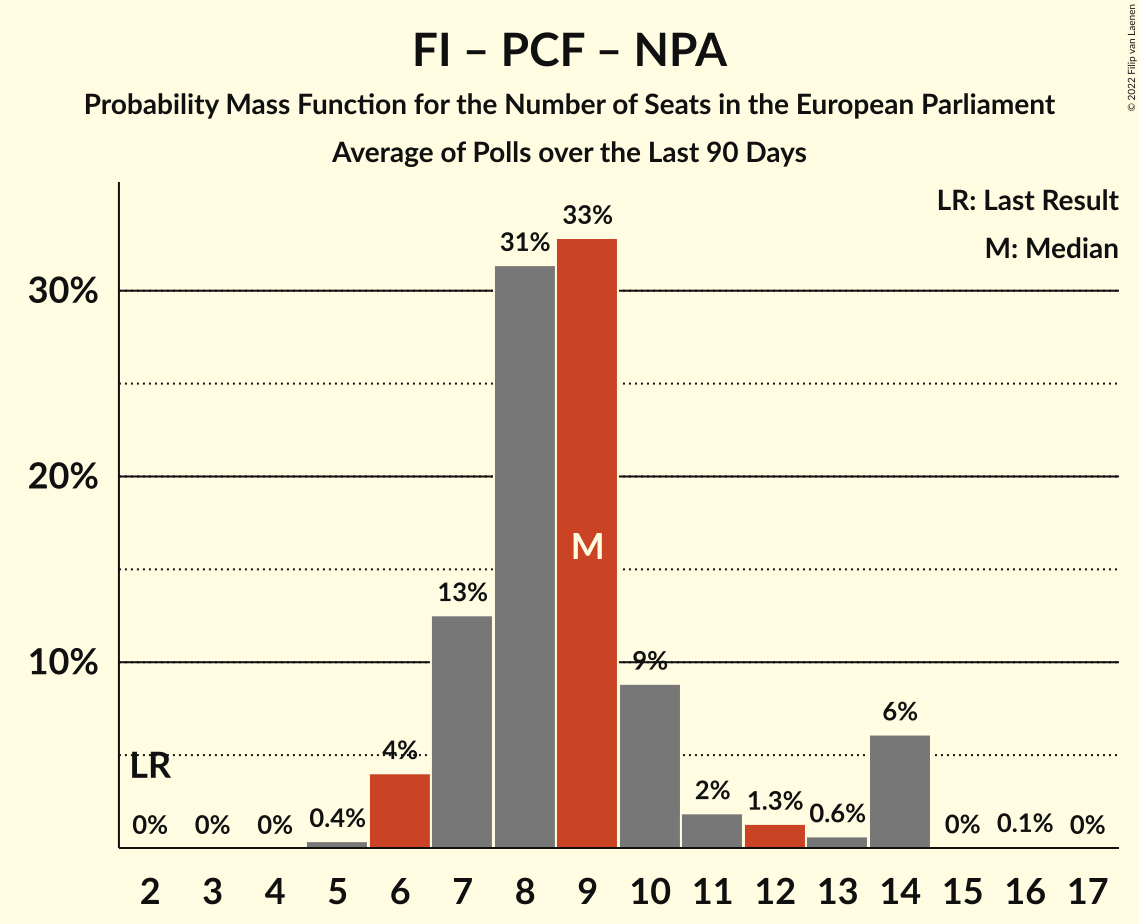 FI – PCF – NPA
Probability Mass Function for the Number of Seats in the European Parliament
Average of Polls over the Last 90 Days
© 2022 Filip van Laenen
LR: Last Result
M: Median
33%
31%
30%
20%
M
13%
10%
9%
6%
4%
LR
2%
1.3%
0.6%
0.4%
0% 0% 0% 0% 0.1% 0%
2 3 4 5 6 7 8 9 10 11 12 13 14 15 16 17